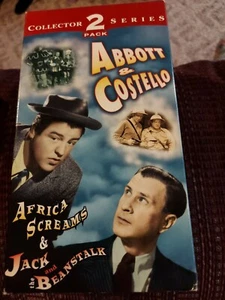 COLLECTOR 2 SERIES
PACK
ABBOTT
&
COSTELLO
AFRICA
SCREAMS
&
JACK
and the
BEANSTALK